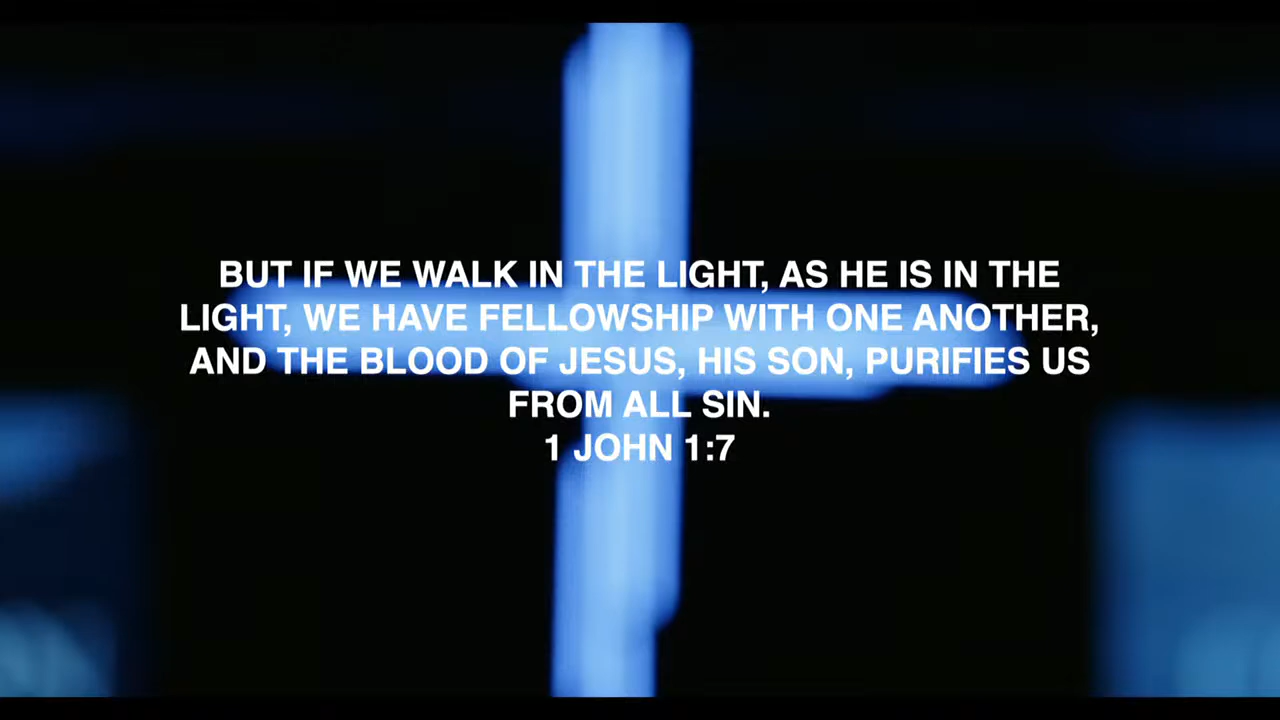 BUT IF WE WALK IN THE LIGHT, AS HE IS IN THE
LIGHT, WE HAVE FELLOWSHIP WITH ONE ANOTHER,
AND THE BLOOD OF JESUS, HIS SON, PURIFIES US
FROM ALL SIN.
1 JOHN 1:7